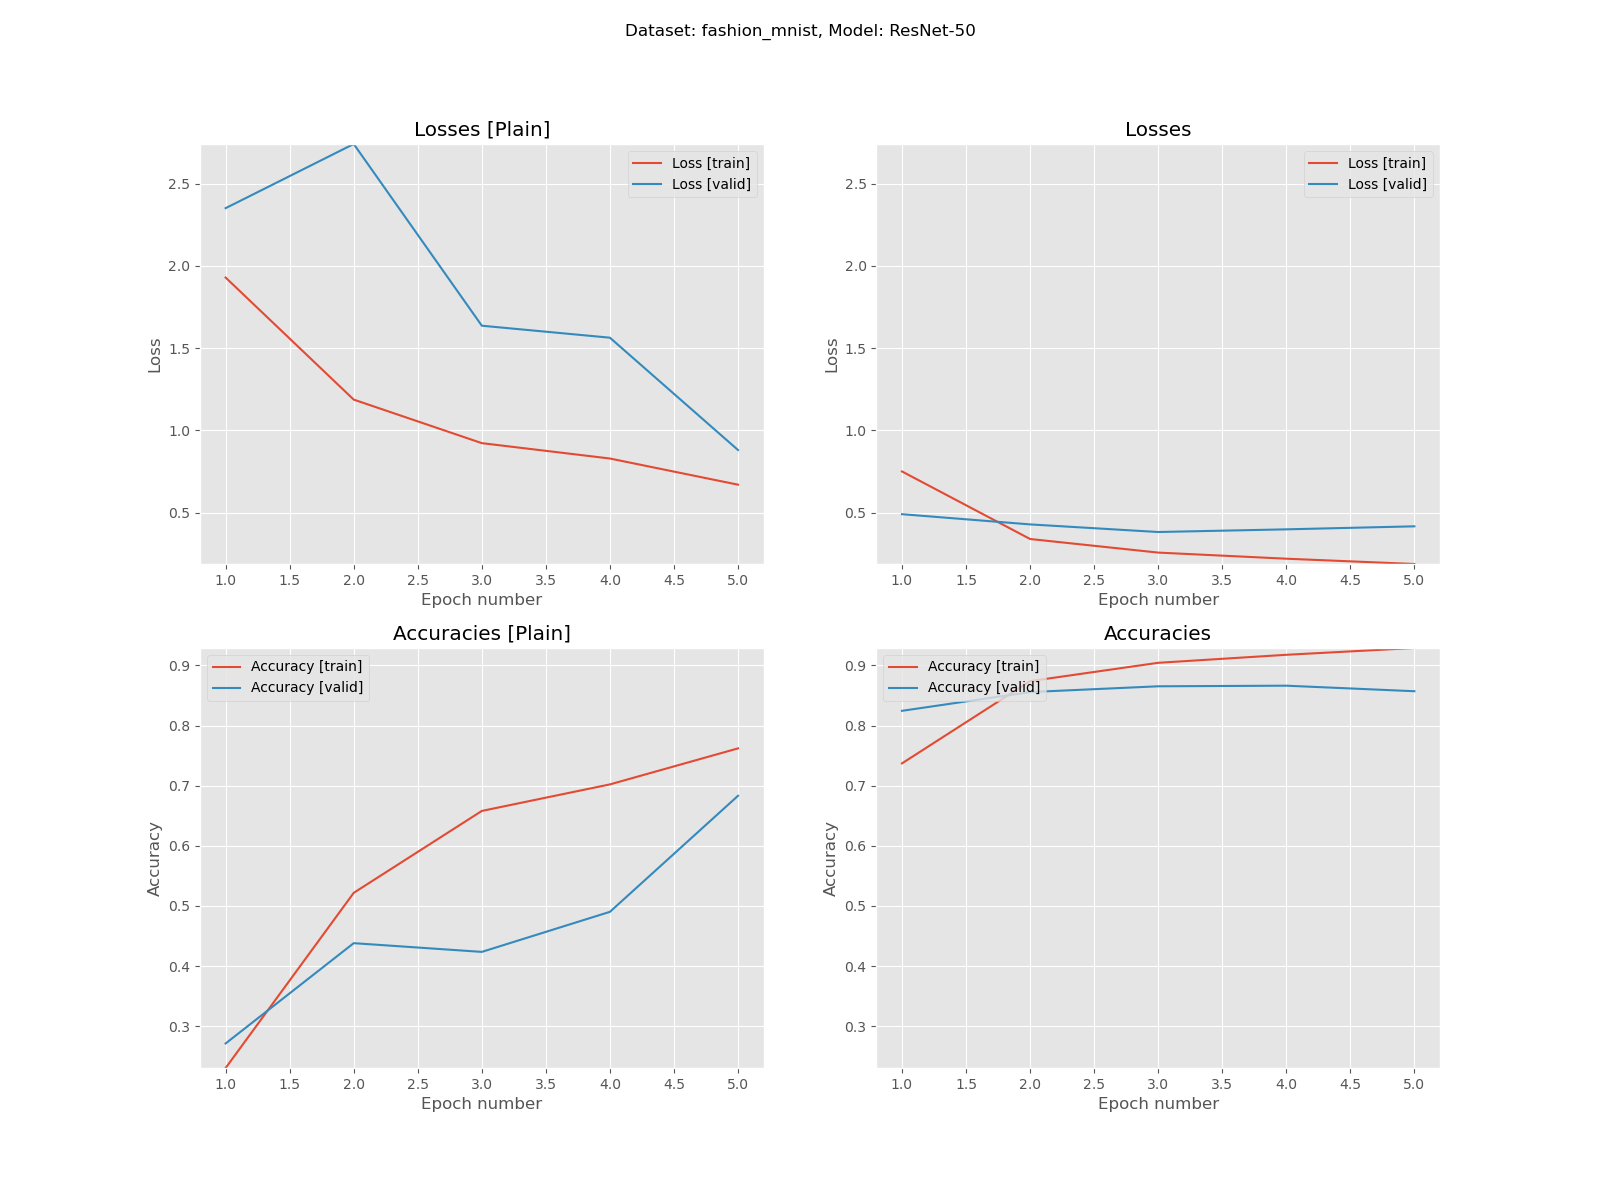 Dataset: fashion_mnist, Model: ResNet-50
Losses [Plain]
Loss [train]
Loss [valid]
2.5
2.0
1.5
1.0
0.5
Loss
1.0 1.5 2.0 2.5 3.0 3.5 4.0 4.5 5.0
Epoch number
Losses
Loss [train]
Loss [valid]
2.5
2.0
1.5
1.0
0.5
Loss
1.0 1.5 2.0 2.5 3.0 3.5 4.0 4.5 5.0
Epoch number
Accuracies [Plain]
Accuracy [train]
Accuracy [valid]
0.9
0.8
0.7
0.6
0.5
0.4
0.3
Accuracy
1.0 1.5 2.0 2.5 3.0 3.5 4.0 4.5 5.0
Epoch number
Accuracies
Accuracy [train]
Accuracy [valid]
0.9
0.8
0.7
0.6
0.5
0.4
0.3
Accuracy
1.0 1.5 2.0 2.5 3.0 3.5 4.0 4.5 5.0
Epoch number